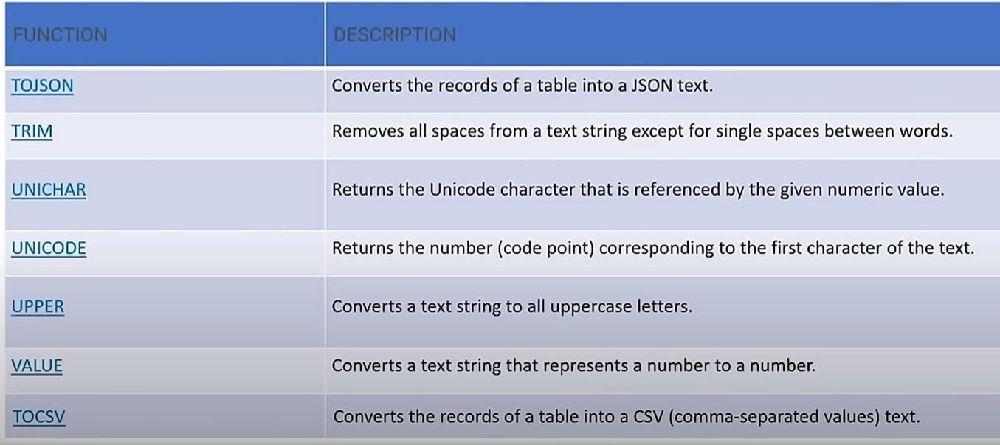 FUNCTION DESCRIPTION
TOJSON Converts the records of a table into a JSON text.
TRIM Removes all spaces from a text string except for single spaces between words.
UNICHAR Returns the Unicode character that is referenced by the given numeric value.
UNICODE Returns the number (code point) corresponding to the first character of the text.
UPPER Converts a text string to all uppercase letters.
VALUE Converts a text string that represents a number to a number.
TOCSV Converts the records of a table into a CSV (comma-separated values) text.